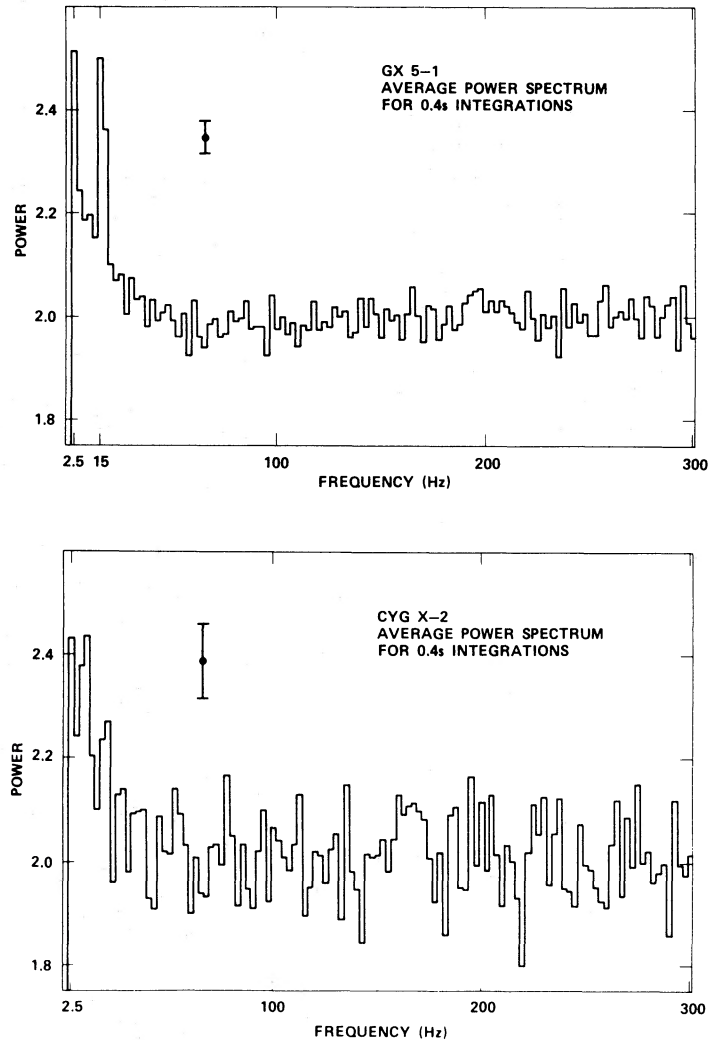 GX 5–1
AVERAGE POWER SPECTRUM
FOR 0.4s INTEGRATIONS
POWER
2.4
2.2
2.0
1.8
2.5 15 100 200 300
FREQUENCY (Hz)
CYG X–2
AVERAGE POWER SPECTRUM
FOR 0.4s INTEGRATIONS
POWER
2.4
2.2
2.0
1.8
2.5 100 200 300
FREQUENCY (Hz)